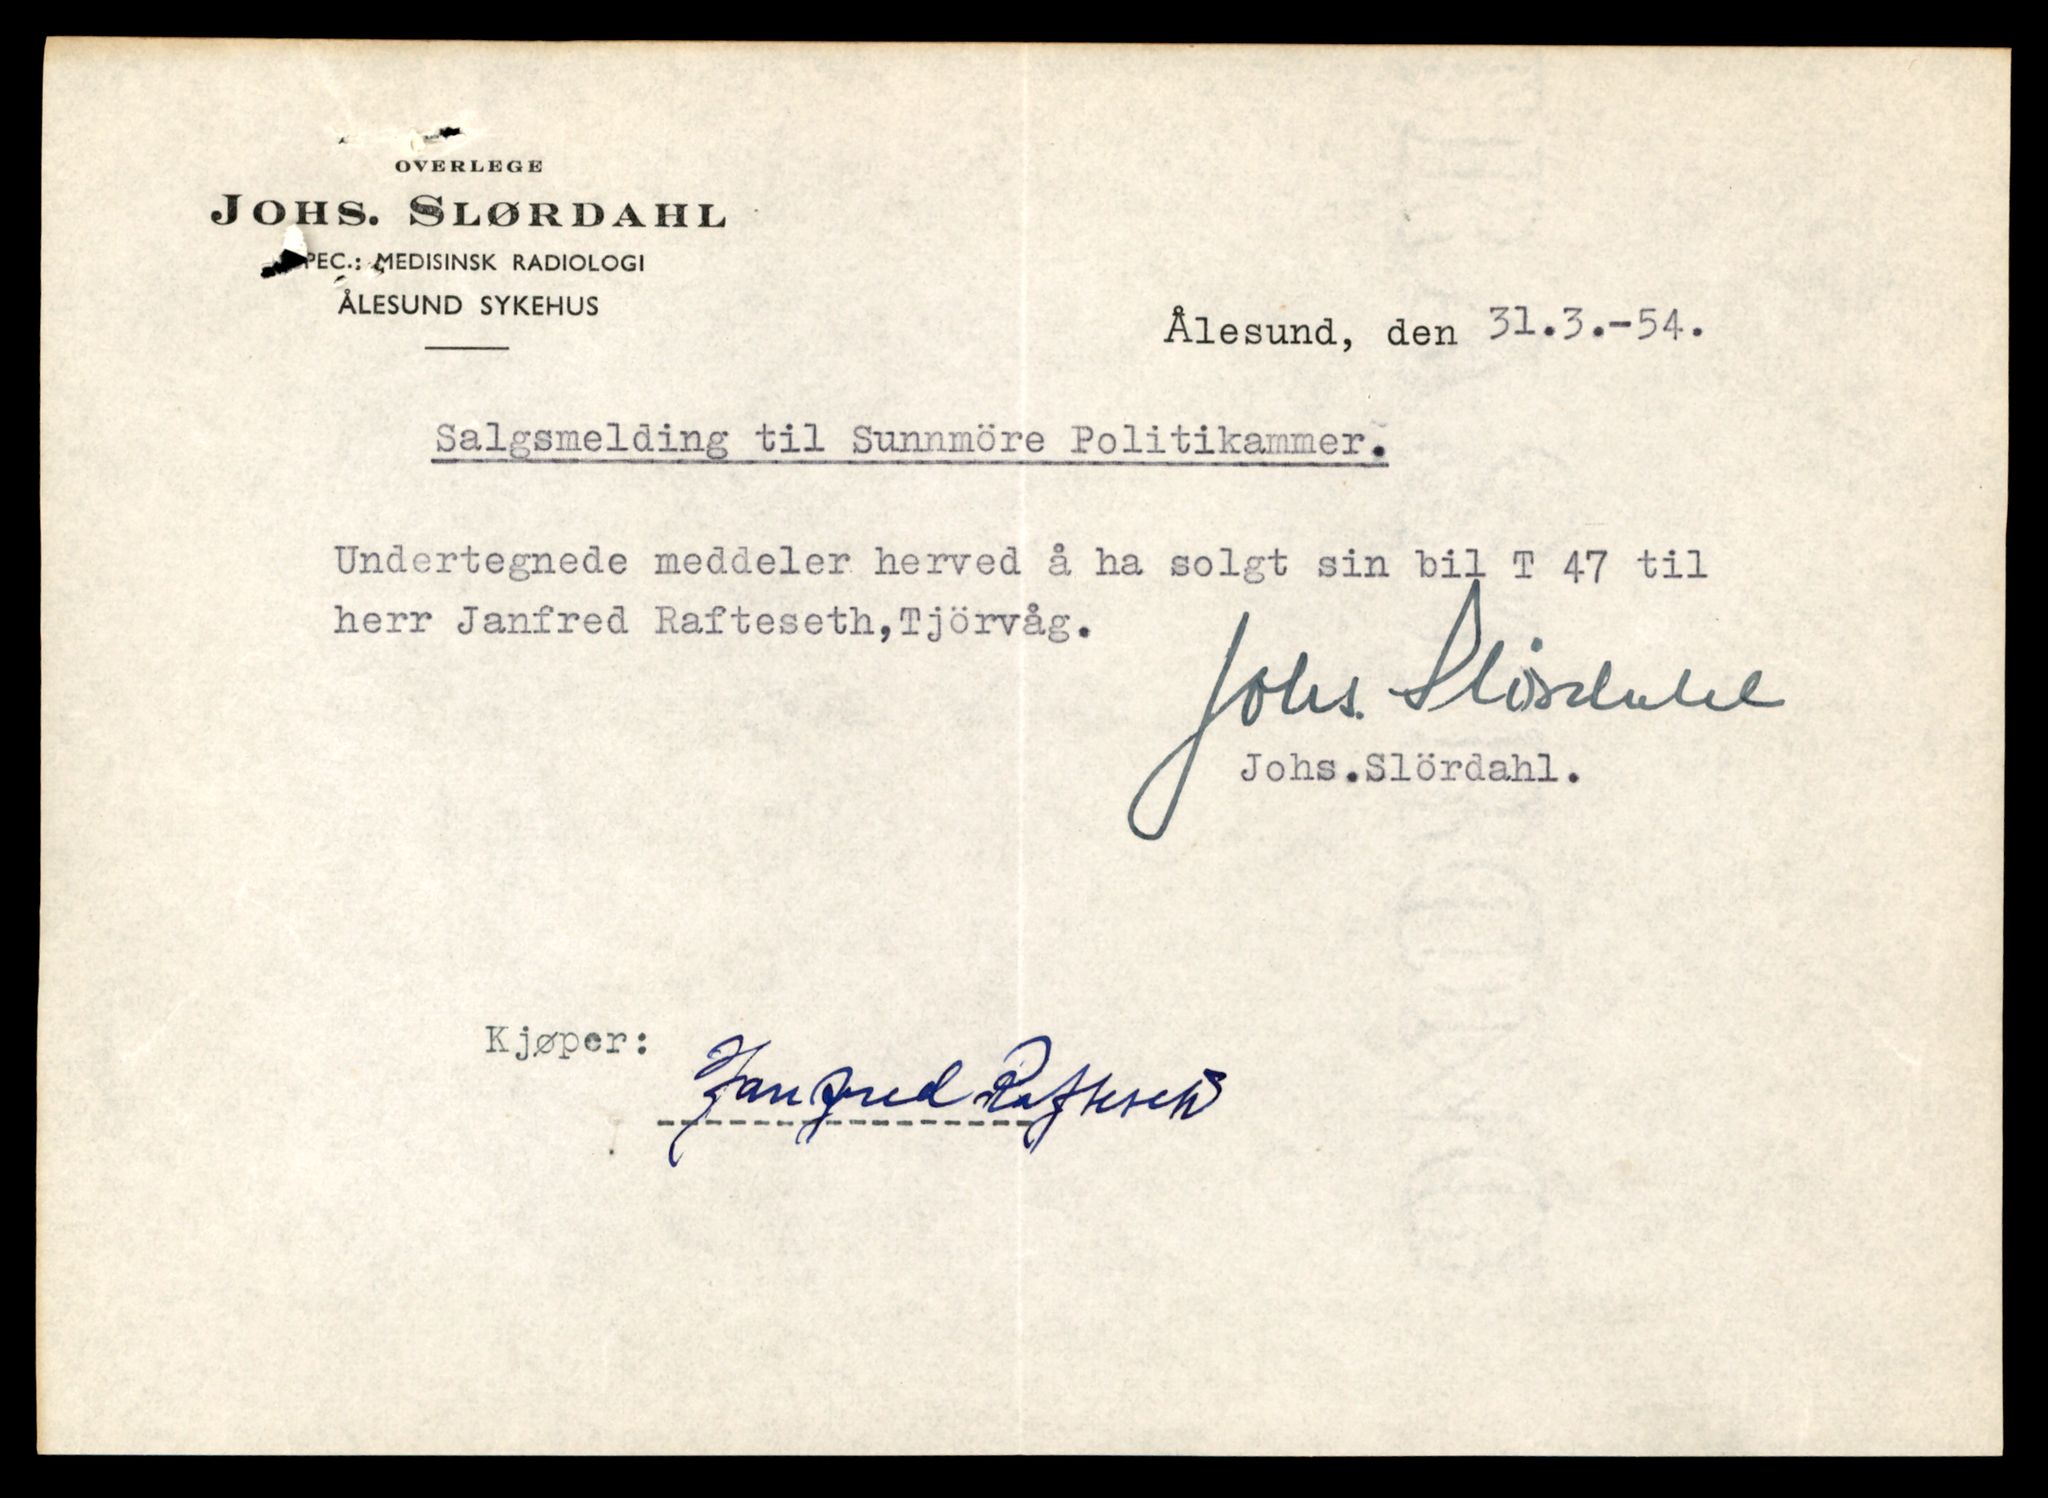 OVERLEGE
JOHS. SLØRDAHL
PEC.: MEDISINSK RADIOLOGI
ÅLESUND SYKEHUS
Ålesund, den 31.3.-54.
Salgsmelding til Sunnmöre Politikammer.
Undertegnede meddeler herved å ha solgt sin bil T 47 til
herr Janfred Rafteseth,Tjörvåg.
Johs. Slördahl
Johs.Slördahl.
Kjøper:
Janfred Rafteseth